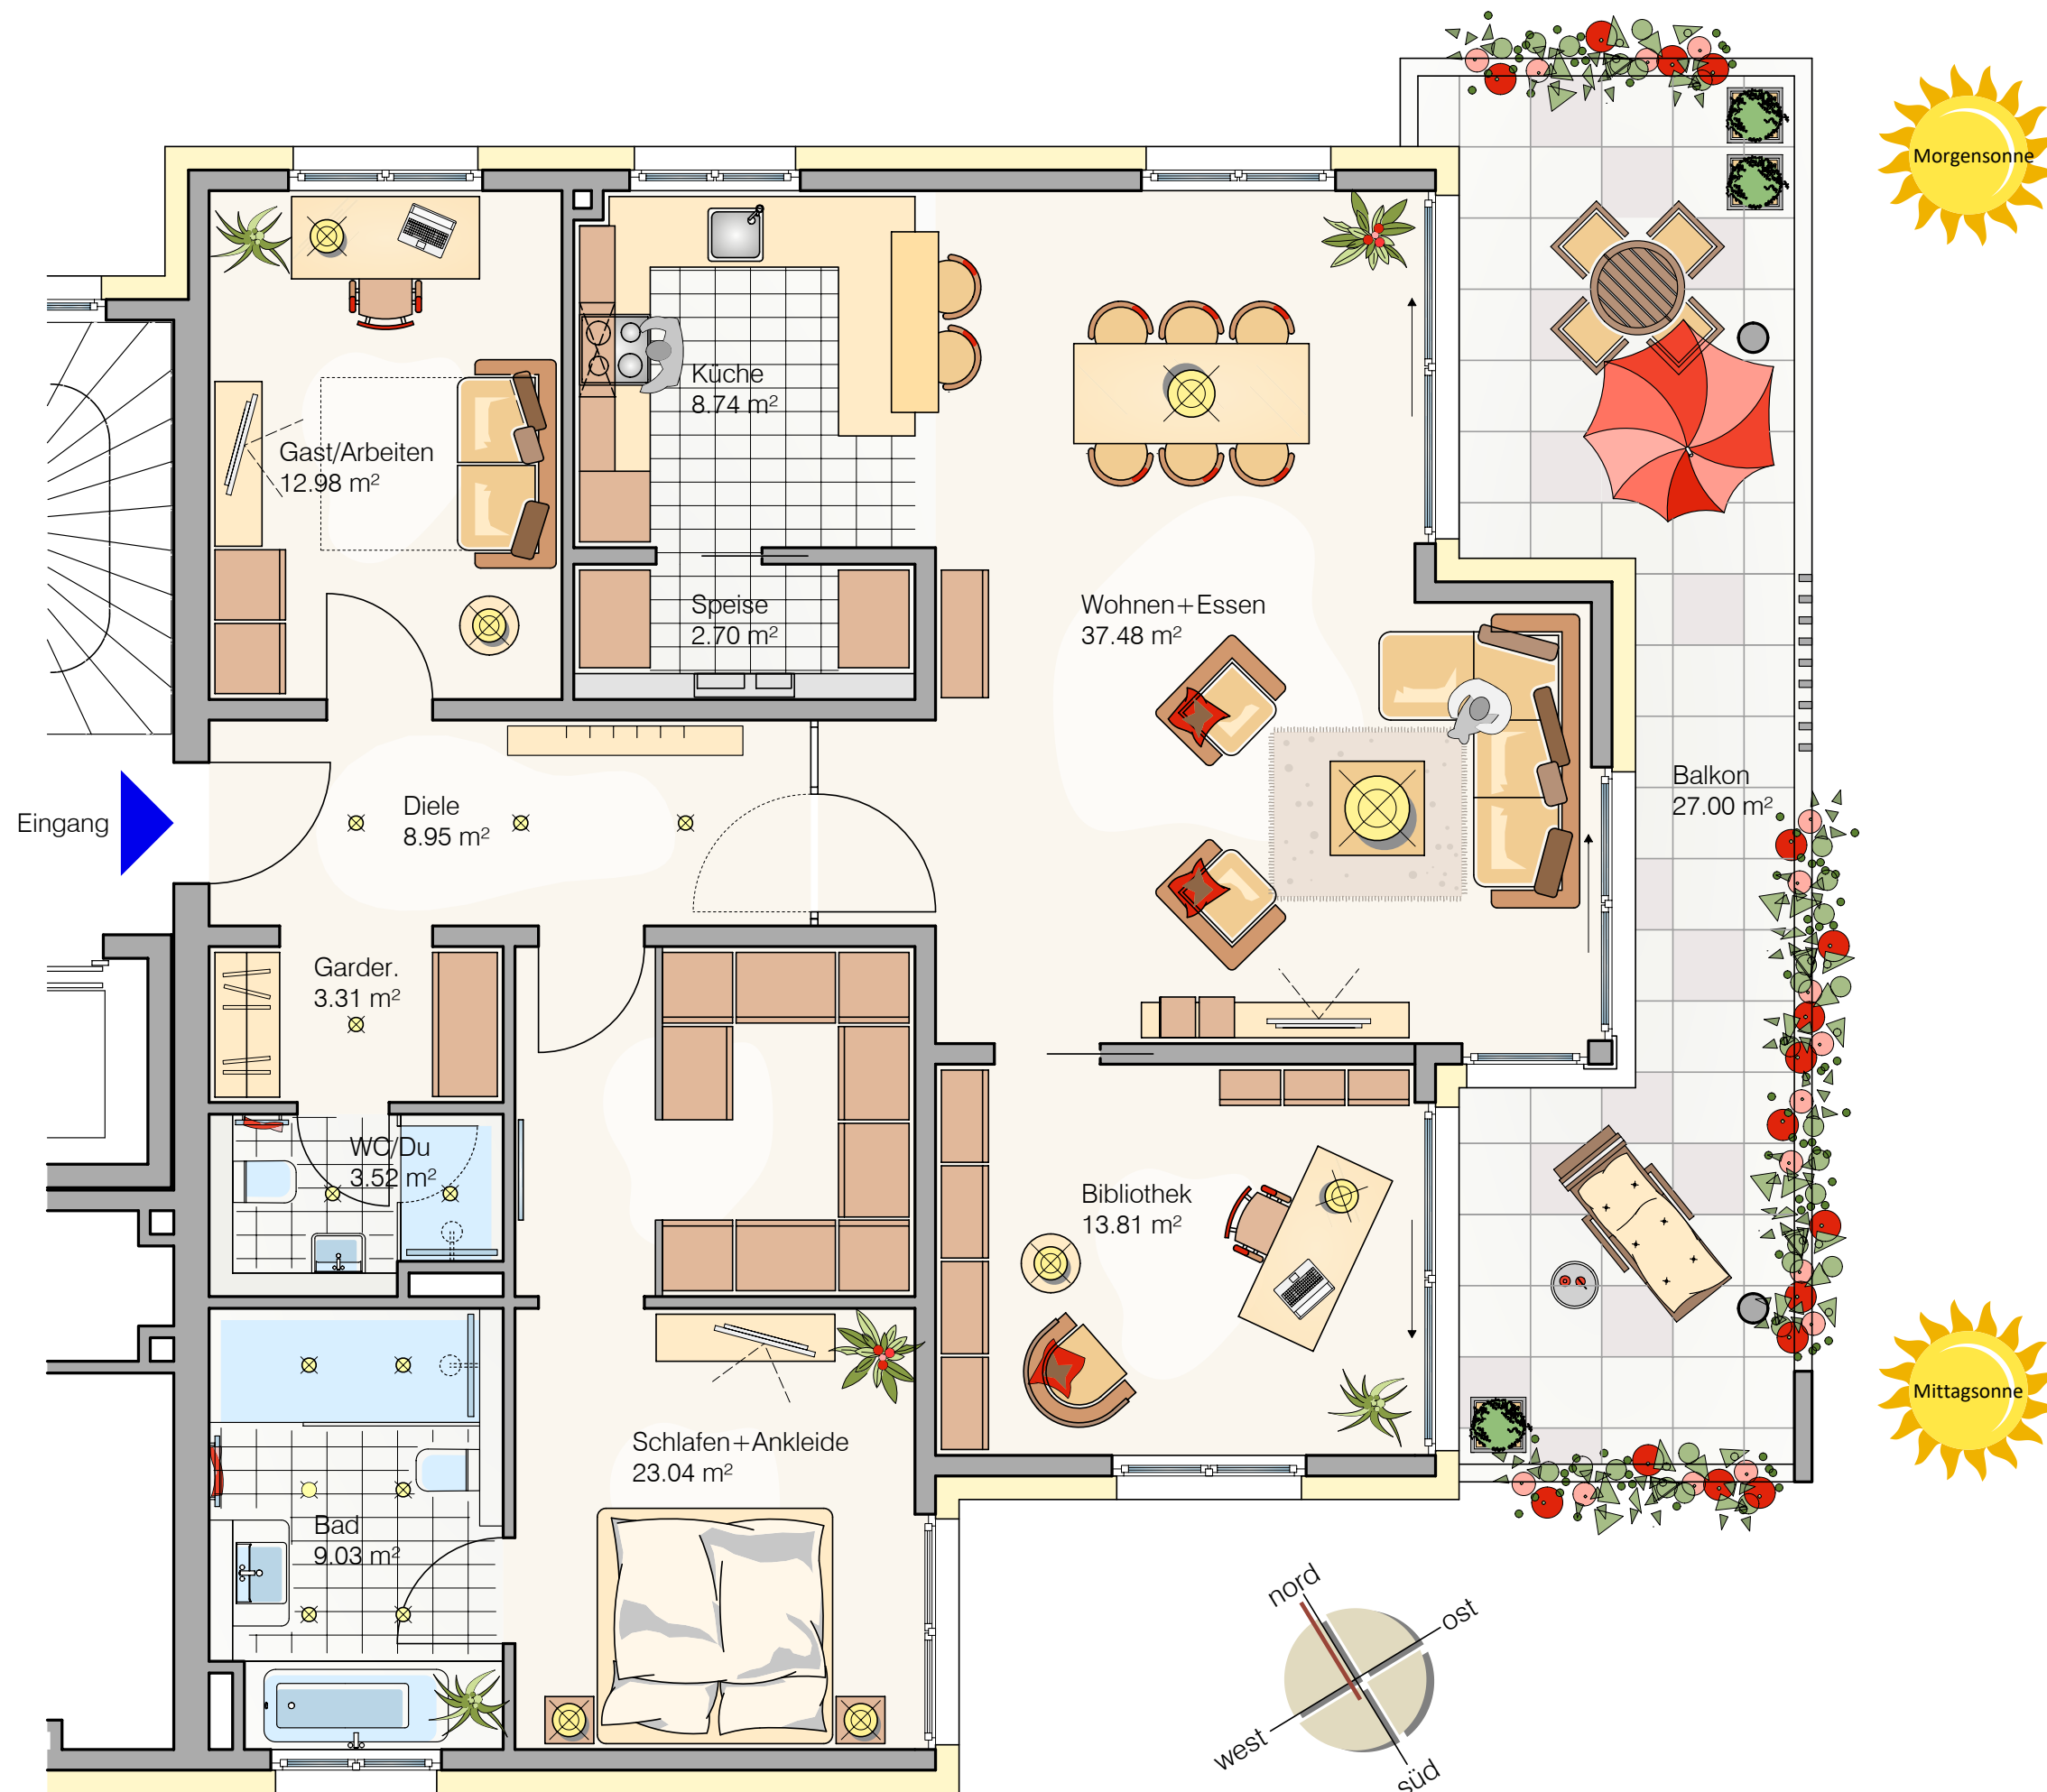 Morgensonne
Küche
8.74 m²
Gast/Arbeiten
12.98 m²
Speise
2.70 m²
Wohnen+Essen
37.48 m²
Balkon
27.00 m²
Eingang
Diele
8.95 m²
Garder.
3.31 m²
WC/Du
3.52 m²
Bibliothek
13.81 m²
Mittagsonne
Schlafen+Ankleide
23.04 m²
Bad
9.03 m²
nord
ost
west
süd